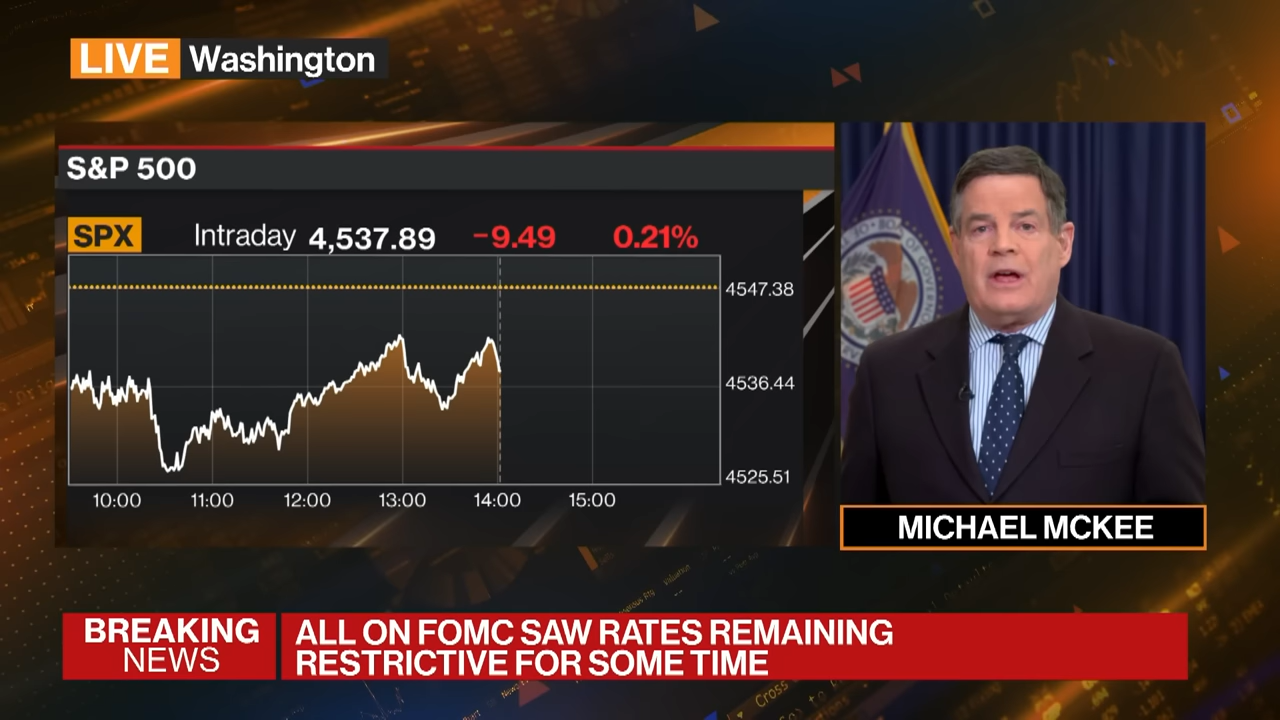 LIVE Washington
S&P 500
SPX Intraday 4,537.89 −9.49 0.21%
4547.38
4536.44
4525.51
10:00 11:00 12:00 13:00 14:00 15:00
MICHAEL MCKEE
BREAKING
NEWS
ALL ON FOMC SAW RATES REMAINING
RESTRICTIVE FOR SOME TIME